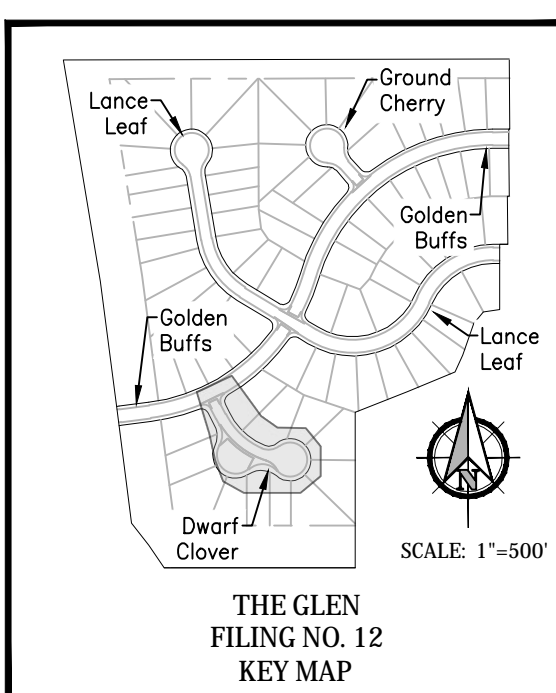 Lance
Leaf
Ground
Cherry
Golden
Buffs
Golden
Buffs
Lance
Leaf
Dwarf
Clover
N
SCALE: 1"=500'
THE GLEN
FILING NO. 12
KEY MAP